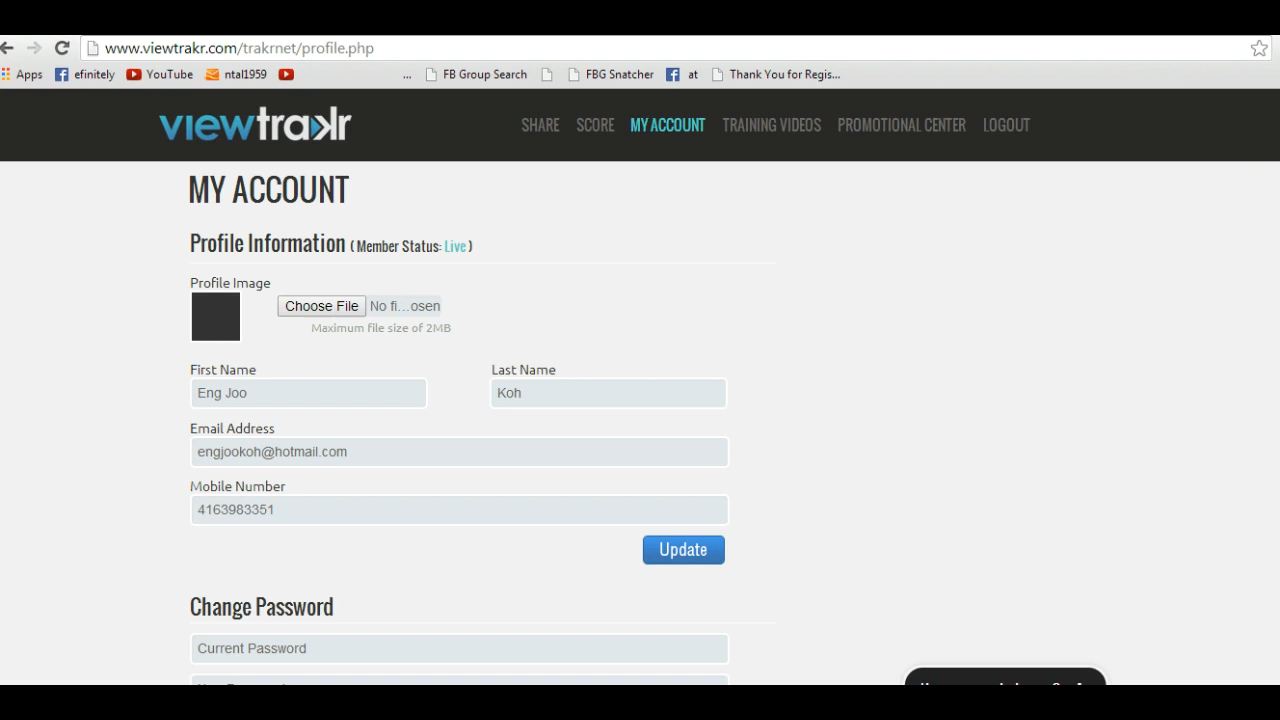 www.viewtrakr.com/trakrnet/profile.php
Apps efinitely YouTube ntal1959 ... FB Group Search FBG Snatcher at Thank You for Regis...
viewtrakr SHARE SCORE MY ACCOUNT TRAINING VIDEOS PROMOTIONAL CENTER LOGOUT
MY ACCOUNT
Profile Information ( Member Status: Live )
Profile Image
Choose File No fi...osen
Maximum file size of 2MB
First Name Last Name
Eng Joo Koh
Email Address
engjookoh@hotmail.com
Mobile Number
4163983351
Update
Change Password
Current Password